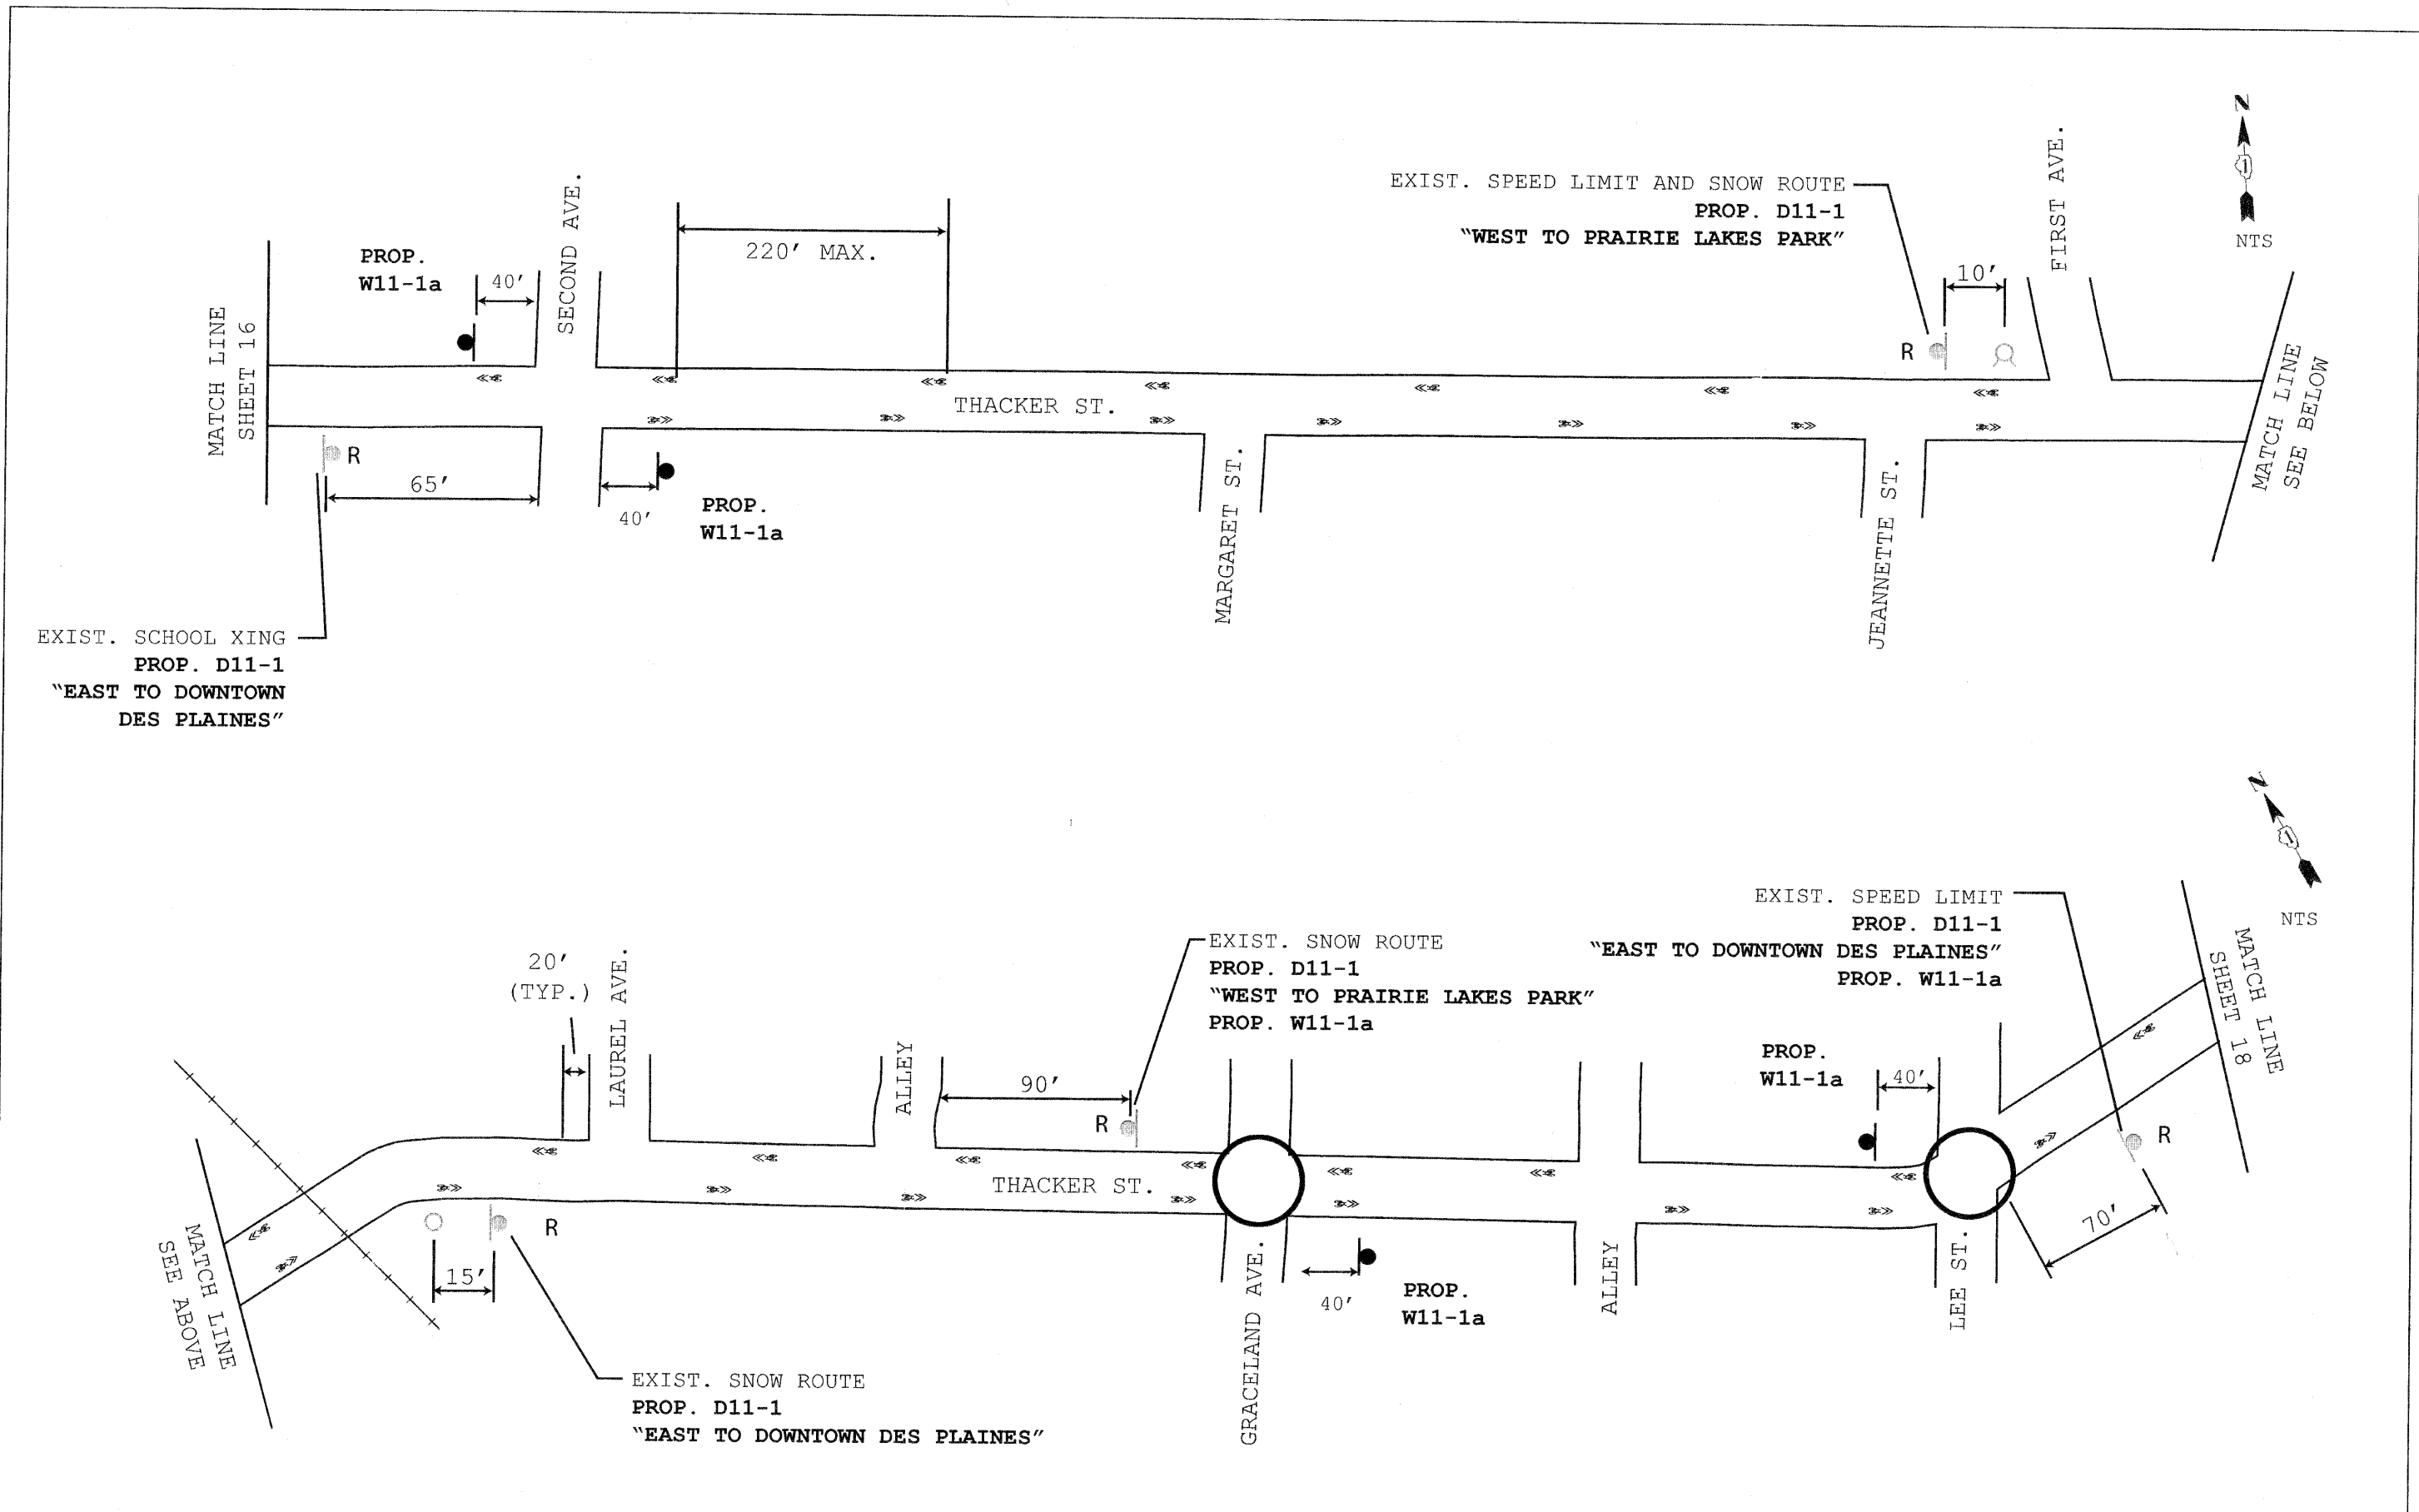 N
NTS
EXIST. SPEED LIMIT AND SNOW ROUTE
PROP. D11-1
“WEST TO PRAIRIE LAKES PARK”
FIRST AVE.
SECOND AVE.
PROP.
W11-1a
40'
220' MAX.
10'
R
MATCH LINE
SHEET 16
THACKER ST.
MATCH LINE
SEE BELOW
R
65'
40'
PROP.
W11-1a
MARGARET ST.
JEANNETTE ST.
EXIST. SCHOOL XING
PROP. D11-1
“EAST TO DOWNTOWN
DES PLAINES”
N
NTS
EXIST. SPEED LIMIT
PROP. D11-1
“EAST TO DOWNTOWN DES PLAINES”
PROP. W11-1a
EXIST. SNOW ROUTE
PROP. D11-1
“WEST TO PRAIRIE LAKES PARK”
PROP. W11-1a
20'
(TYP.)
LAUREL AVE.
ALLEY
90'
R
PROP.
W11-1a
40'
MATCH LINE
SHEET 18
R
THACKER ST.
70'
MATCH LINE
SEE ABOVE
R
15'
GRACELAND AVE.
40'
PROP.
W11-1a
ALLEY
LEE ST.
EXIST. SNOW ROUTE
PROP. D11-1
“EAST TO DOWNTOWN DES PLAINES”